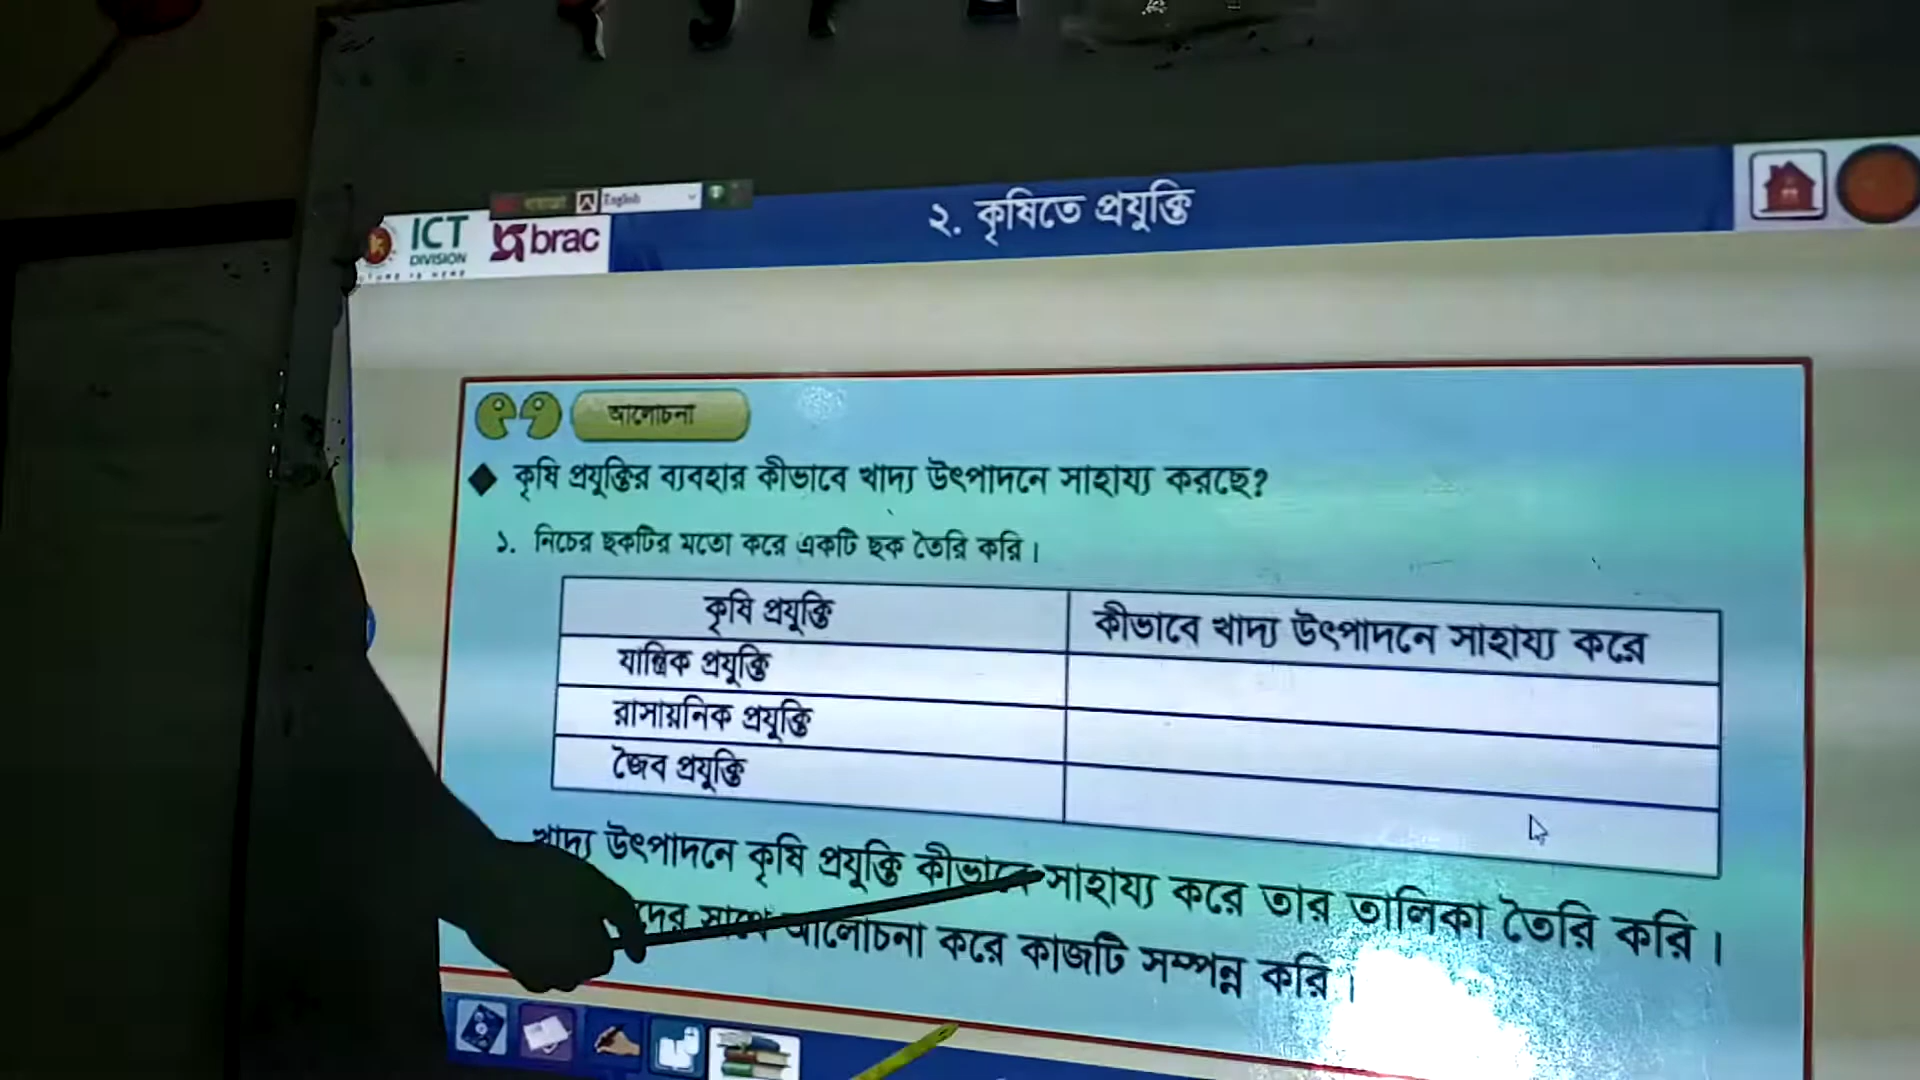 ২. কৃষিতে প্রযুক্তি
English
ICT
DIVISION
brac
আলোচনা
কৃষি প্রযুক্তির ব্যবহার কীভাবে খাদ্য উৎপাদনে সাহায্য করছে?
১. নিচের ছকটির মতো করে একটি ছক তৈরি করি।
কৃষি প্রযুক্তি কীভাবে খাদ্য উৎপাদনে সাহায্য করে
যান্ত্রিক প্রযুক্তি
রাসায়নিক প্রযুক্তি
জৈব প্রযুক্তি
খাদ্য উৎপাদনে কৃষি প্রযুক্তি কীভাবে সাহায্য করে তার তালিকা তৈরি করি।
সাথে আলোচনা করে কাজটি সম্পন্ন করি।